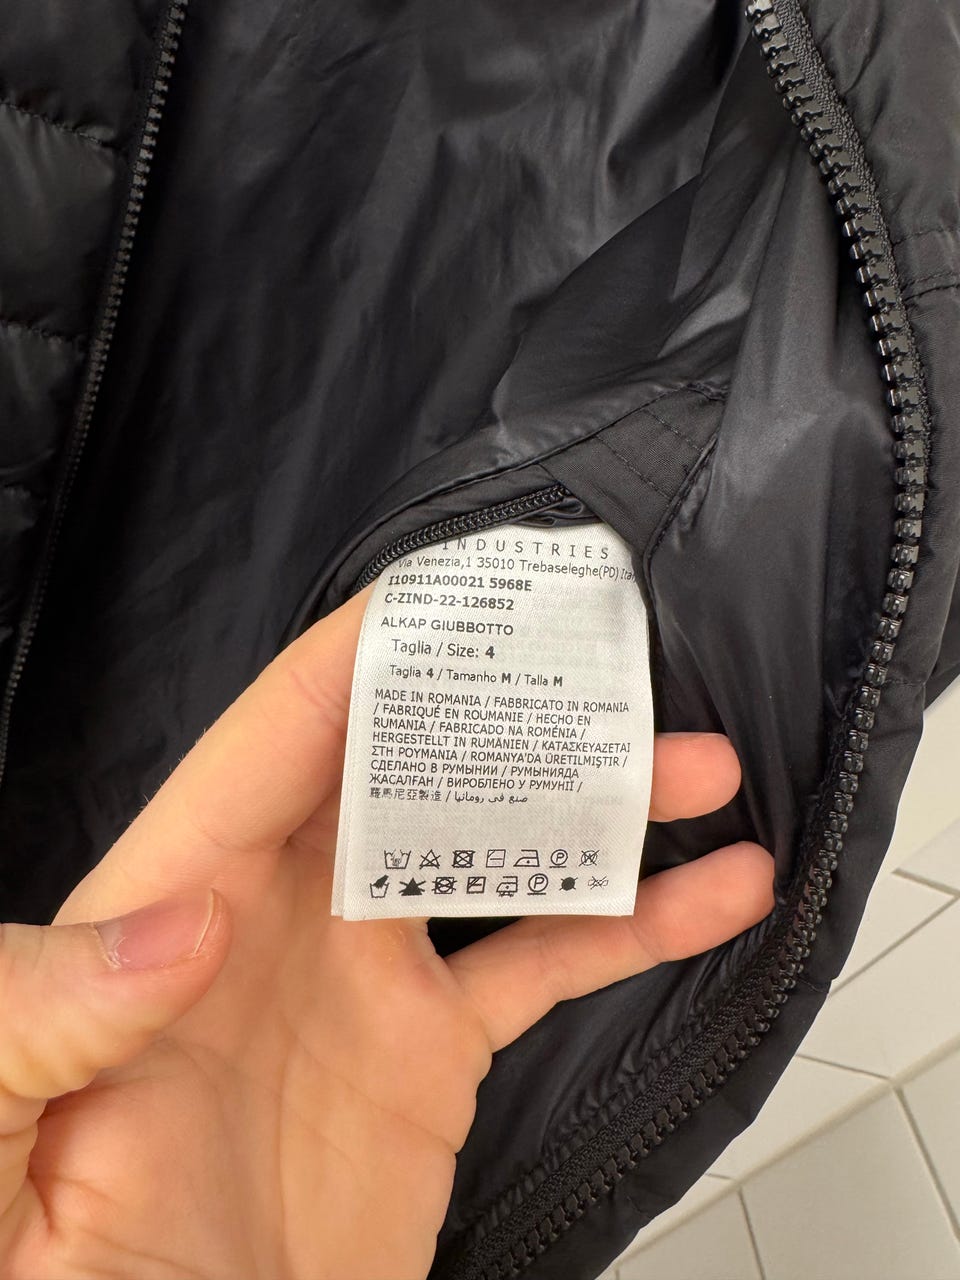 INDUSTRIES
Via Venezia,1 35010 Trebaseleghe(PD)
I10911A00021 5968E
C-ZIND-22-126852
ALKAP GIUBBOTTO
Taglia / Size: 4
Taglia 4 / Tamanho M / Talla M
MADE IN ROMANIA / FABBRICATO IN ROMANIA
/ FABRIQUÉ EN ROUMANIE / HECHO EN
RUMANIA / FABRICADO NA ROMÉNIA /
HERGESTELLT IN RUMÄNIEN / ΚΑΤΑΣΚΕΥΑΖΕΤΑΙ
ΣΤΗ ΡΟΥΜΑΝΙΑ / ROMANYA'DA ÜRETILMIŞTIR /
СДЕЛАНО В РУМЫНИИ / РУМЫНИЯДА
ЖАСАЛҒАН / ВИРОБЛЕНО У РУМУНІЇ /
羅馬尼亞製造 / صنع في رومانيا